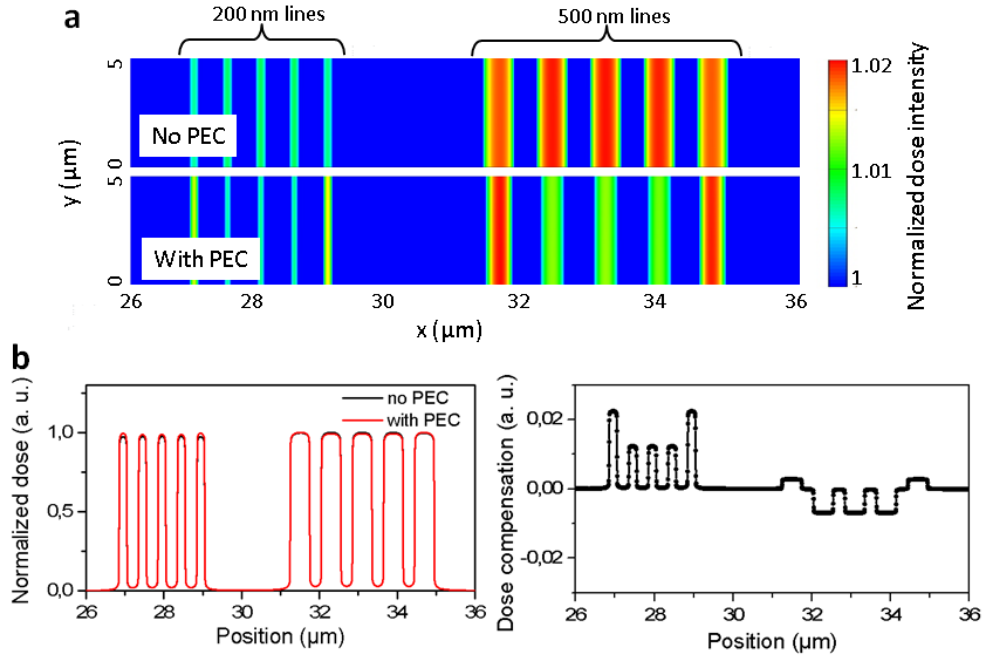 a
200 nm lines
500 nm lines
5
0
No PEC
5
0
With PEC
y (µm)
26
28
30
32
34
36
x (µm)
1.02
1.01
1
Normalized dose intensity
b
Normalized dose (a. u.)
1,0
0,5
0,0
no PEC
with PEC
26
28
30
32
34
36
Position (µm)
Dose compensation (a. u.)
0,02
0,00
-0,02
26
28
30
32
34
36
Position (µm)